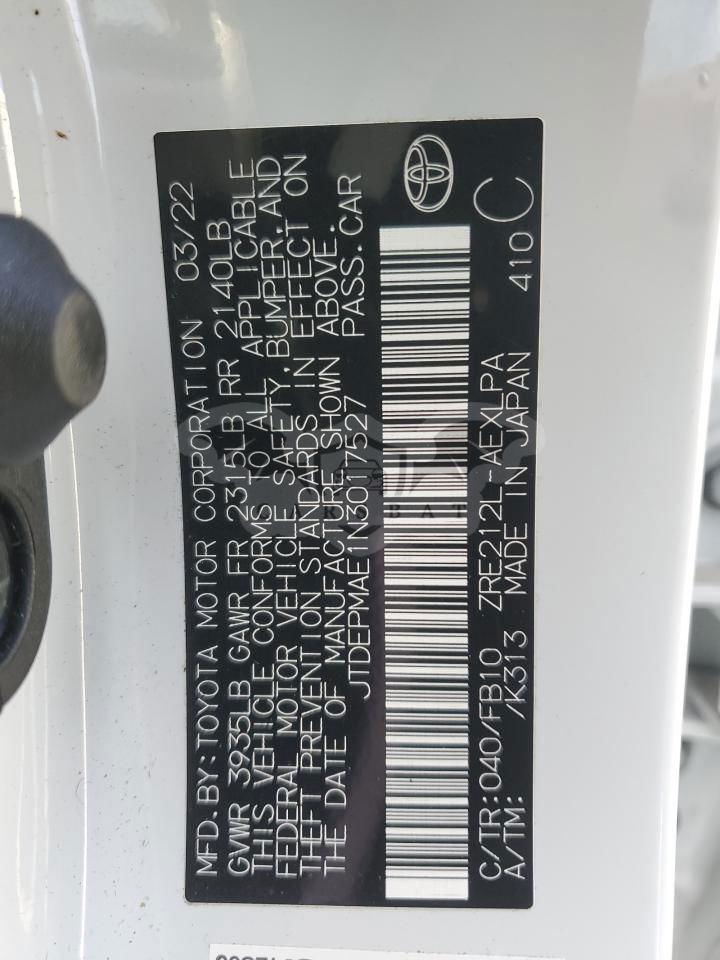 MFD.BY:TOYOTA MOTOR CORPORATION 03/22
GVWR 3935LB GAWR FR 2315LB RR 2140LB
THIS VEHICLE CONFORMS TO ALL APPLICABLE
FEDERAL MOTOR VEHICLE SAFETY,BUMPER,AND
THEFT PREVENTION STANDARDS IN EFFECT ON
THE DATE OF MANUFACTURE SHOWN ABOVE.
JTDEPMAE1N3017527 PASS.CAR
C/TR:040/FB10 ZRE212L-AEXLPA 410 C
A/TM: /K313 MADE IN JAPAN